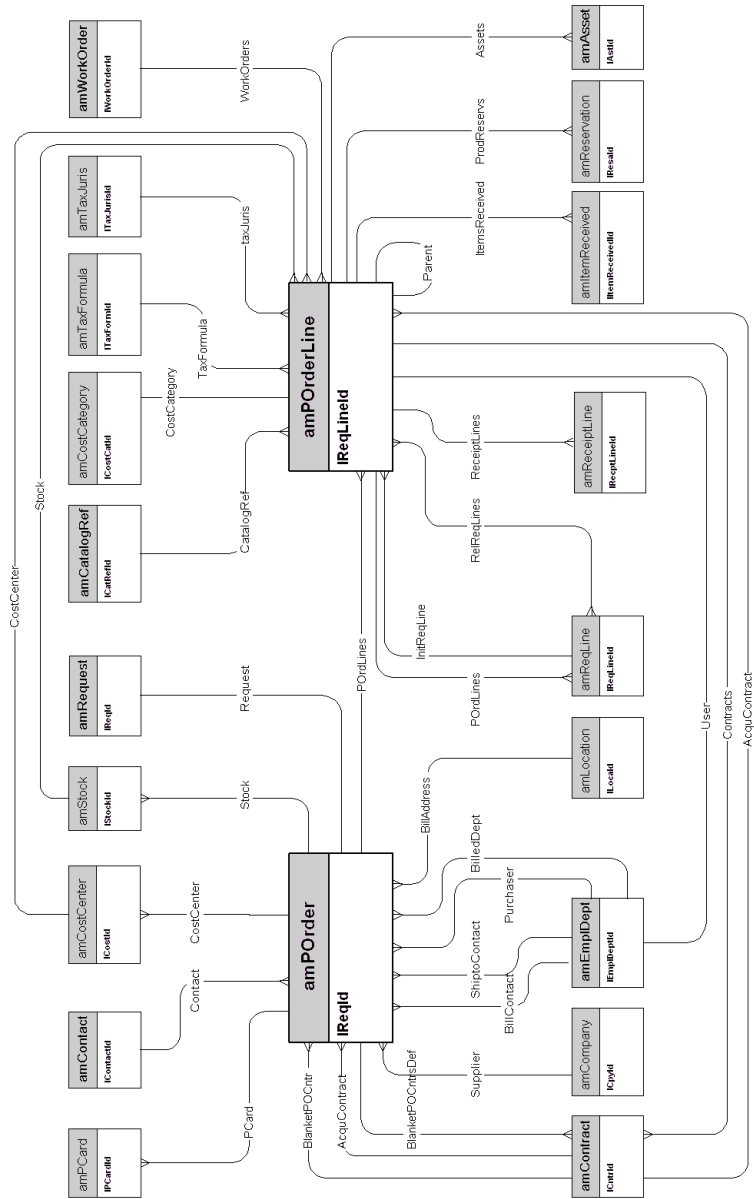 amPCard
lPCardId
amContact
lContactId
amCostCenter
lCostId
amStock
lStockId
amRequest
lReqId
amCatalogRef
lCatRefId
amCostCategory
lCostCatId
amTaxFormula
lTaxFormId
amTaxJuris
lTaxJurisId
amWorkOrder
lWorkOrderId
CostCenter
Stock
PCard
Contact
CostCenter
Stock
Request
CatalogRef
CostCategory
TaxFormula
taxJuris
WorkOrders
amPOrder
lReqId
amPOrderLine
lReqLineId
POrdLines
BlanketPOCntr
AcquContract
BlanketPOCntrsDef
Supplier
BillContact
ShiptoContact
Purchaser
BilledDept
BillAddress
POrdLines
InitReqLine
RelReqLines
ReceiptLines
Parent
ItemsReceived
ProdReservs
Assets
amContract
lCntrId
amCompany
lCpyId
amEmplDept
lEmplDeptId
amLocation
lLocaId
amReqLine
lReqLineId
amReceiptLine
lRecptLineId
amItemReceived
lItemReceivedId
amReservation
lResaId
amAsset
lAstId
User
Contracts
AcquContract